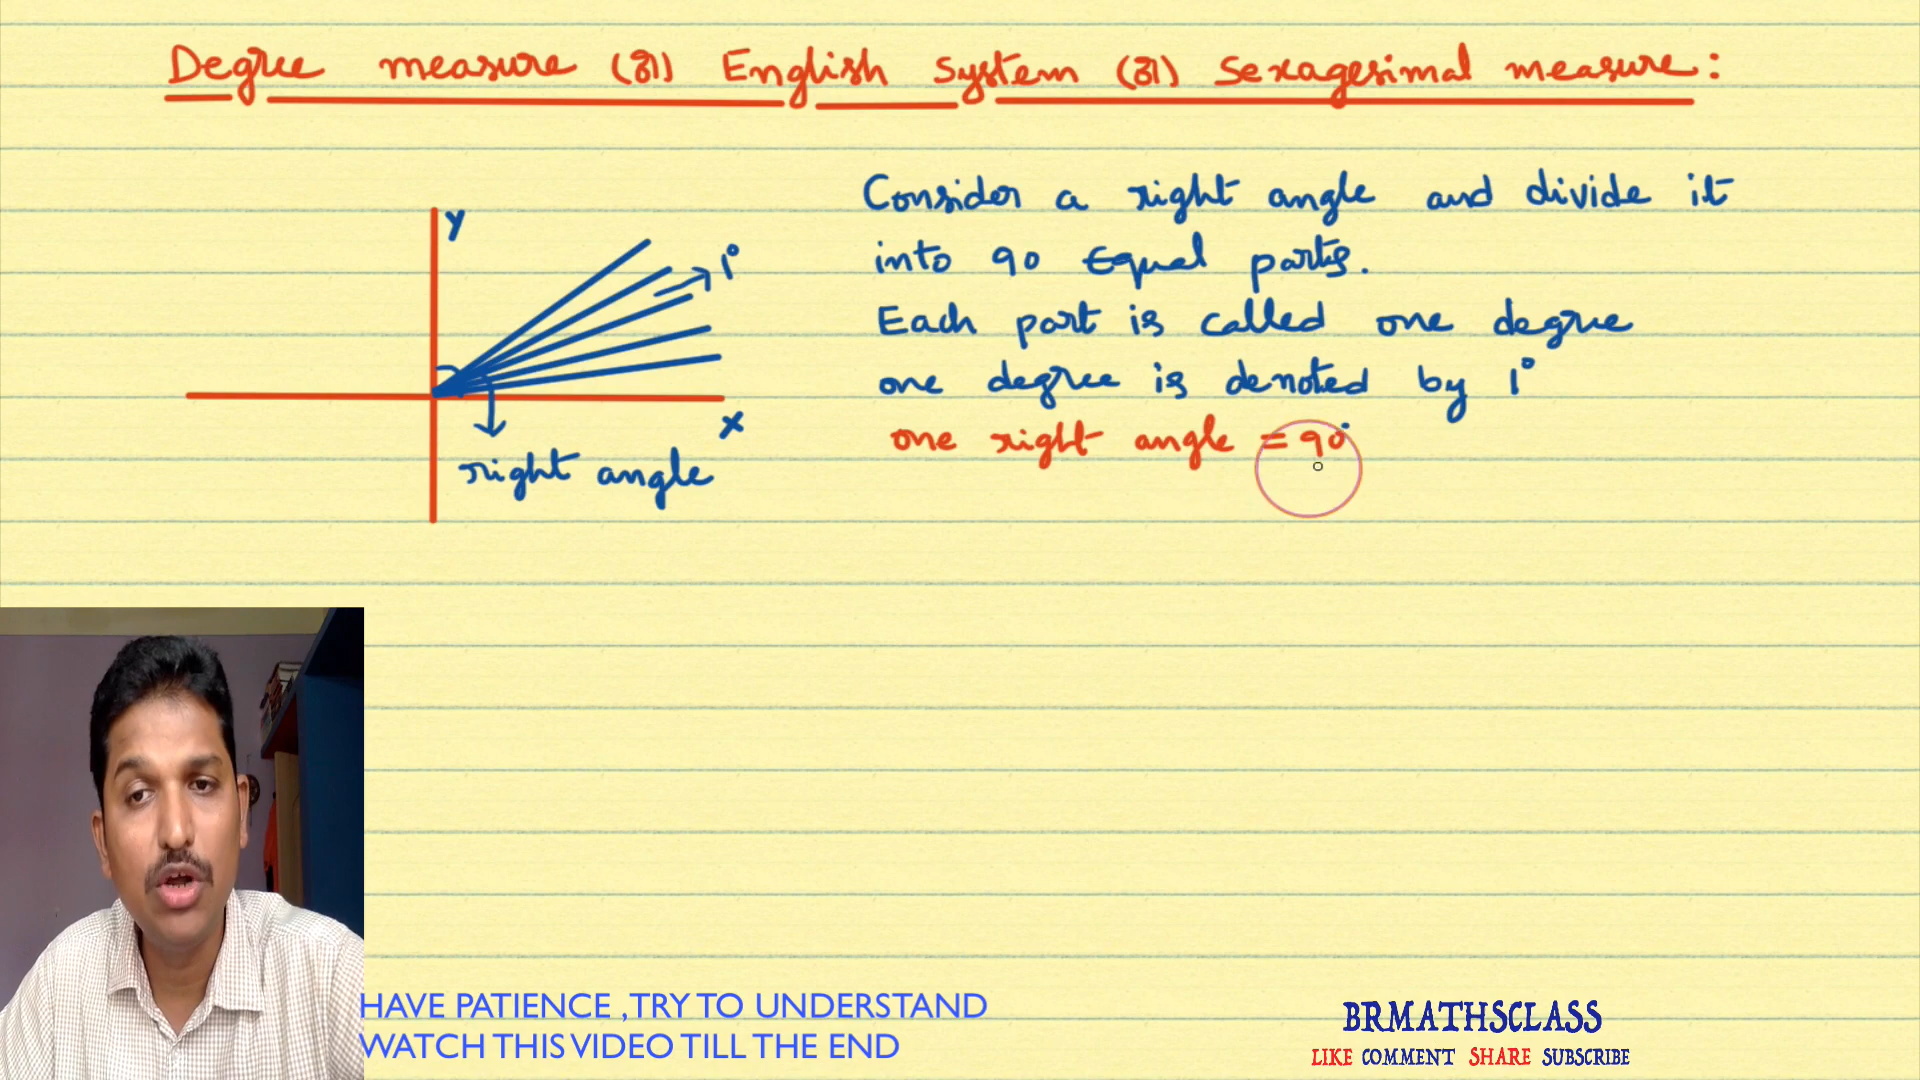 Degree measure (కా) English system (కా) Sexagesimal measure:
y
1°
x
right angle
Consider a right angle and divide it
into 90 Equal parts.
Each part is called one degree
one degree is denoted by 1°
one right angle = 90°
HAVE PATIENCE ,TRY TO UNDERSTAND
WATCH THIS VIDEO TILL THE END
BRMATHSCLASS
LIKE COMMENT SHARE SUBSCRIBE